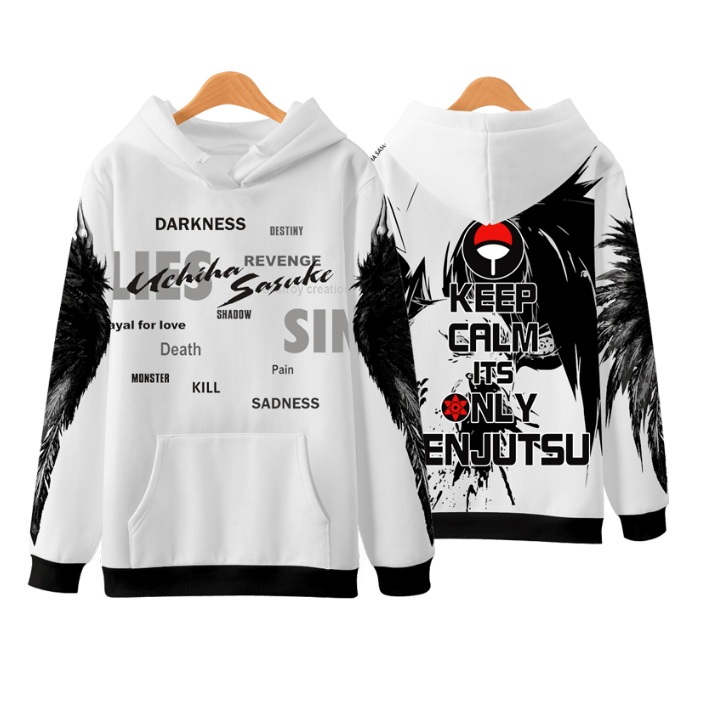 DARKNESS
DESTINY
LIES
REVENGE
Uchiha
Sasuke
SHADOW
SIN
ayal for love
Death
Pain
MONSTER
KILL
SADNESS
KEEP
CALM
ITS
ONLY
ENJUTSU